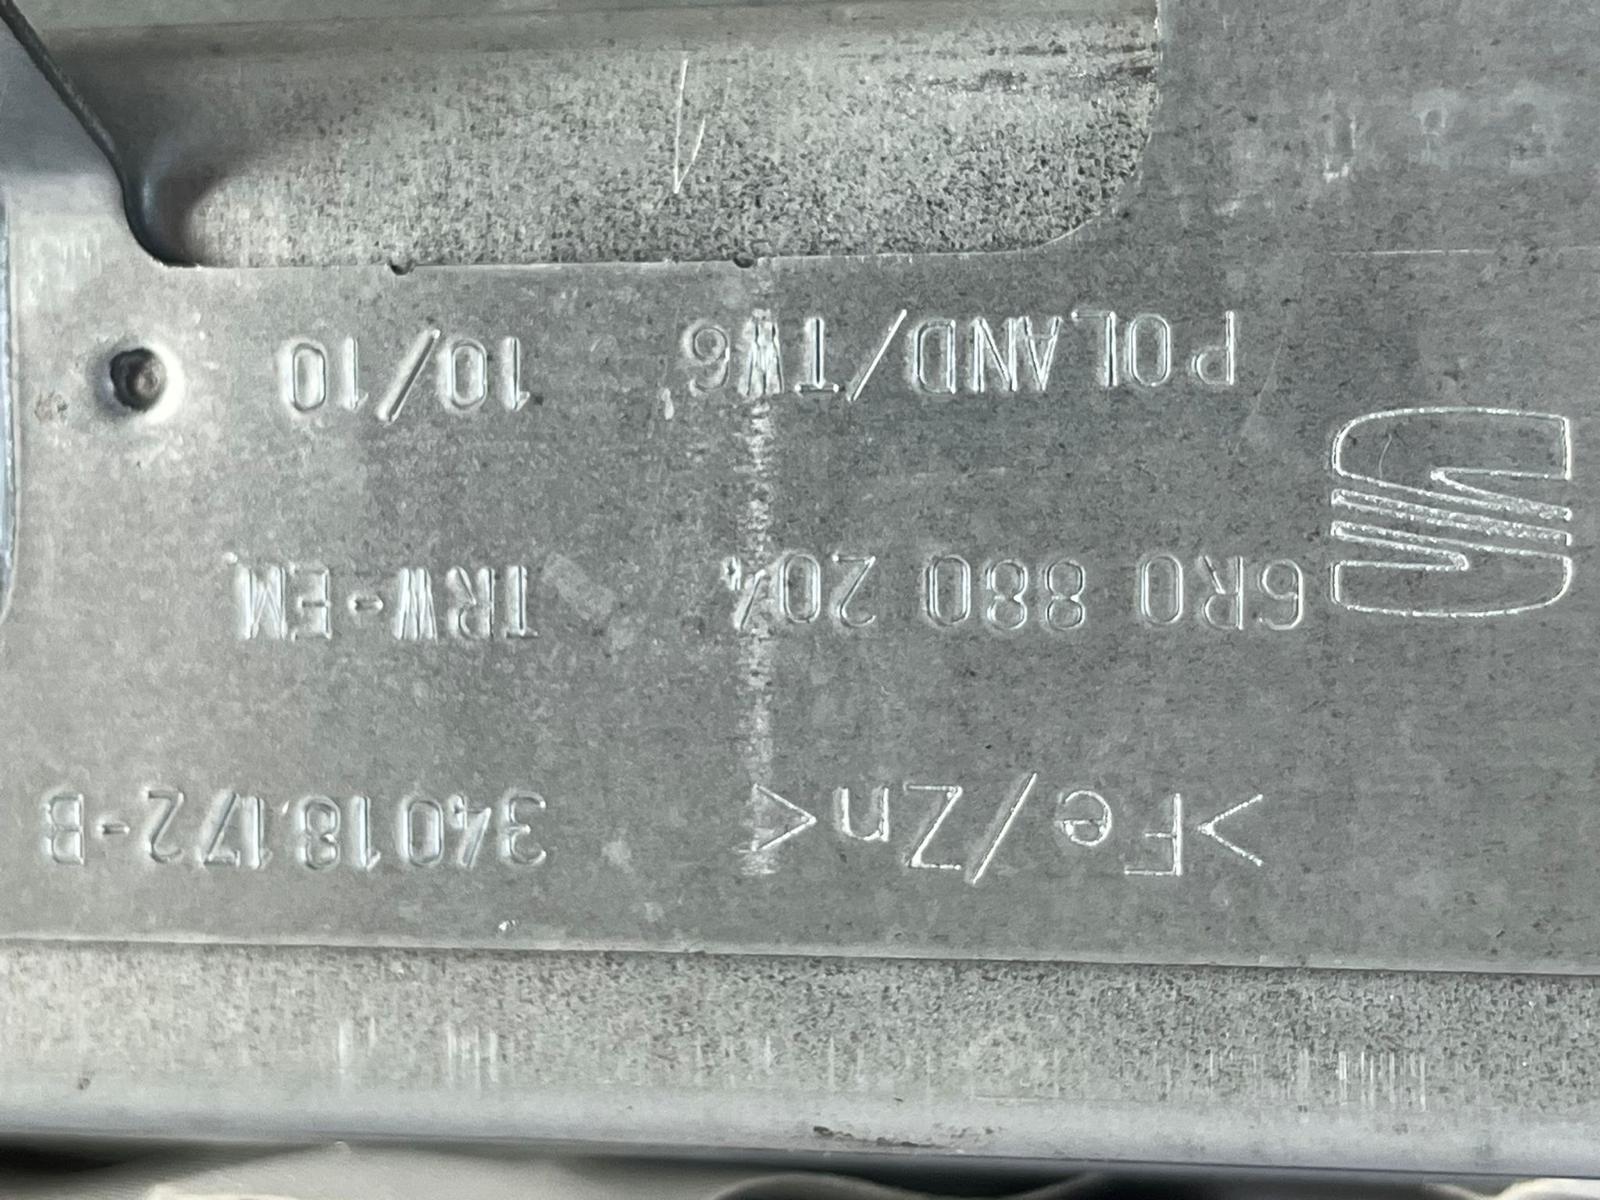 >Fe/Zn< 34018172-B
6R0 880 204 TRW-EM
POLAND/TW6 10/10